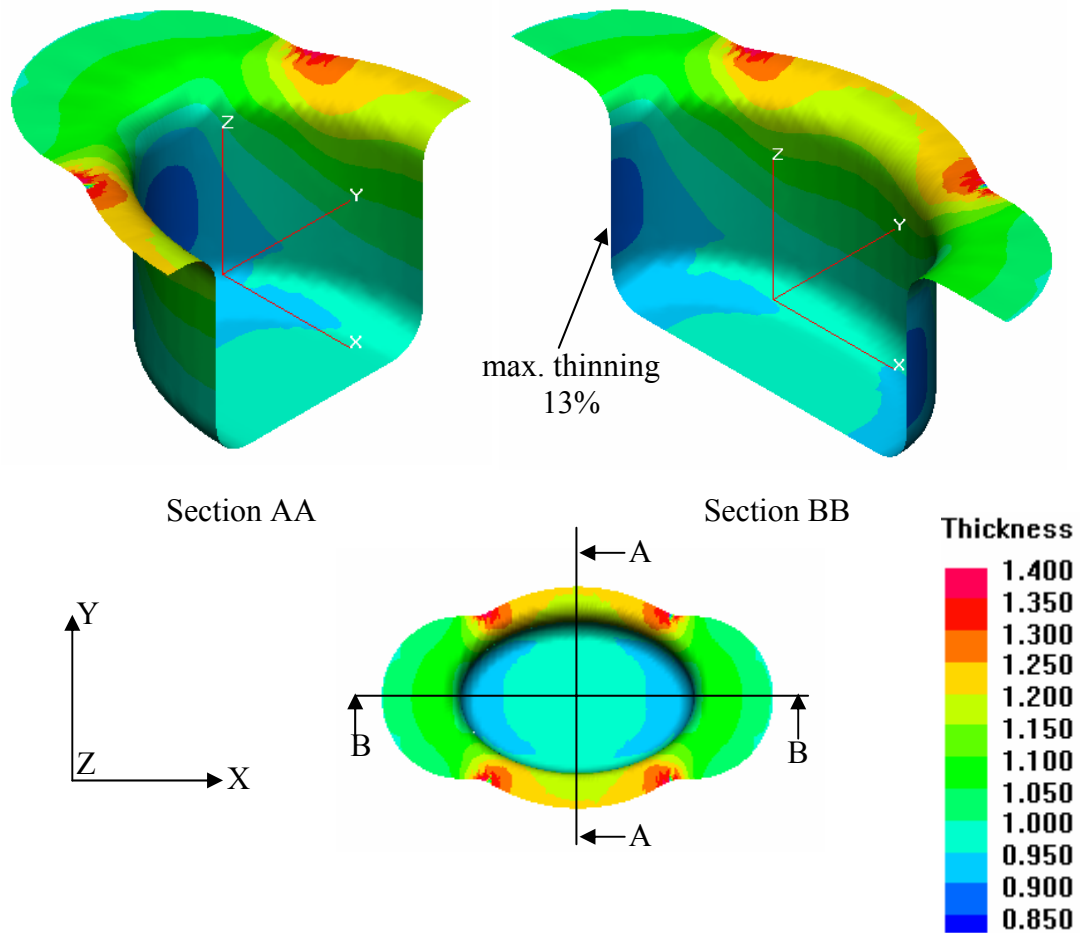 Z
Y
X
Z
Y
X
max. thinning
13%
Section AA
Section BB
A
B
B
A
Y
Z
X
Thickness
1.400
1.350
1.300
1.250
1.200
1.150
1.100
1.050
1.000
0.950
0.900
0.850